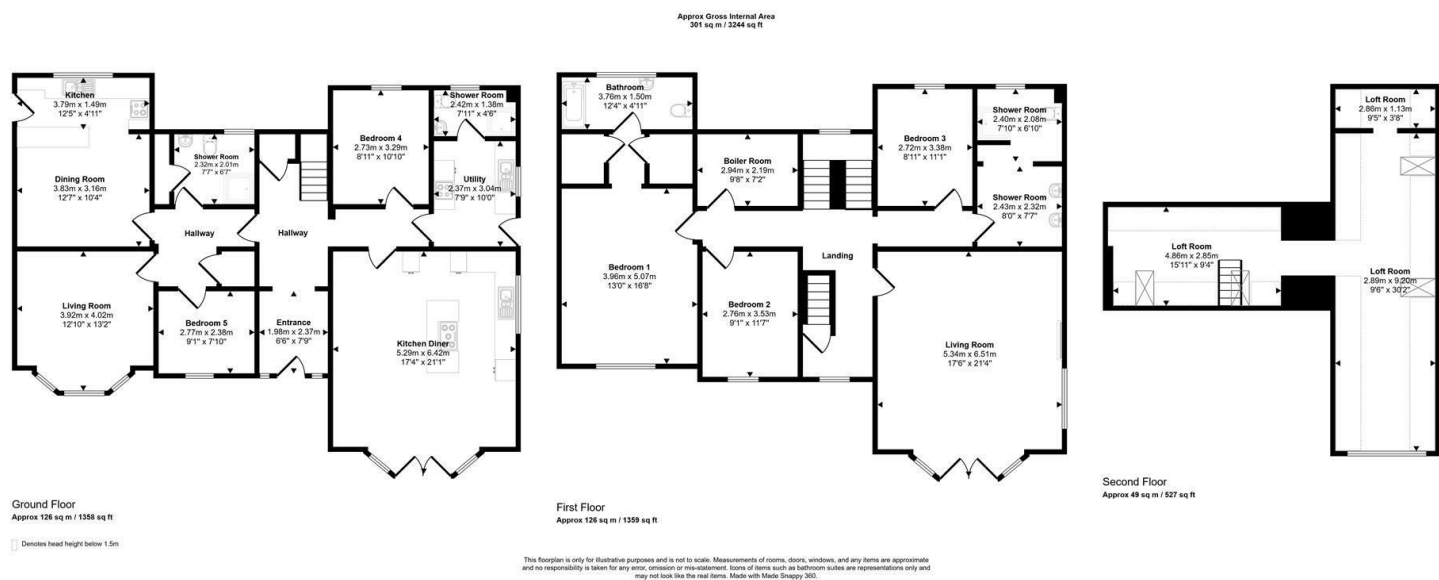 Approx Gross Internal Area
301 sq m / 3244 sq ft
Kitchen
3.79m x 1.49m
12'5" x 4'11"
Dining Room
3.83m x 3.16m
12'7" x 10'4"
Shower Room
2.32m x 2.01m
7'7" x 6'7"
Hallway
Hallway
Living Room
3.92m x 4.02m
12'10" x 13'2"
Bedroom 5
2.77m x 2.38m
9'1" x 7'10"
Entrance
1.98m x 2.37m
6'6" x 7'9"
Bedroom 4
2.73m x 3.29m
8'11" x 10'10"
Shower Room
2.42m x 1.38m
7'11" x 4'6"
Utility
2.37m x 3.04m
7'9" x 10'0"
Kitchen Diner
5.29m x 6.42m
17'4" x 21'1"
Ground Floor
Approx 126 sq m / 1358 sq ft
Denotes head height below 1.5m
Bathroom
3.76m x 1.50m
12'4" x 4'11"
Boiler Room
2.94m x 2.19m
9'8" x 7'2"
Bedroom 3
2.72m x 3.38m
8'11" x 11'1"
Shower Room
2.40m x 2.08m
7'10" x 6'10"
Shower Room
2.43m x 2.32m
8'0" x 7'7"
Landing
Bedroom 1
3.96m x 5.07m
13'0" x 16'8"
Bedroom 2
2.76m x 3.53m
9'1" x 11'7"
Living Room
5.34m x 6.51m
17'6" x 21'4"
First Floor
Approx 126 sq m / 1359 sq ft
Loft Room
2.86m x 1.13m
9'5" x 3'8"
Loft Room
4.86m x 2.85m
15'11" x 9'4"
Loft Room
2.89m x 9.20m
9'6" x 30'2"
Second Floor
Approx 49 sq m / 527 sq ft
This floorplan is only for illustrative purposes and is not to scale. Measurements of rooms, doors, windows, and any items are approximate
and no responsibility is taken for any error, omission or mis-statement. Icons of items such as bathroom suites are representations only and
may not look like the real items. Made with Made Snappy 360.